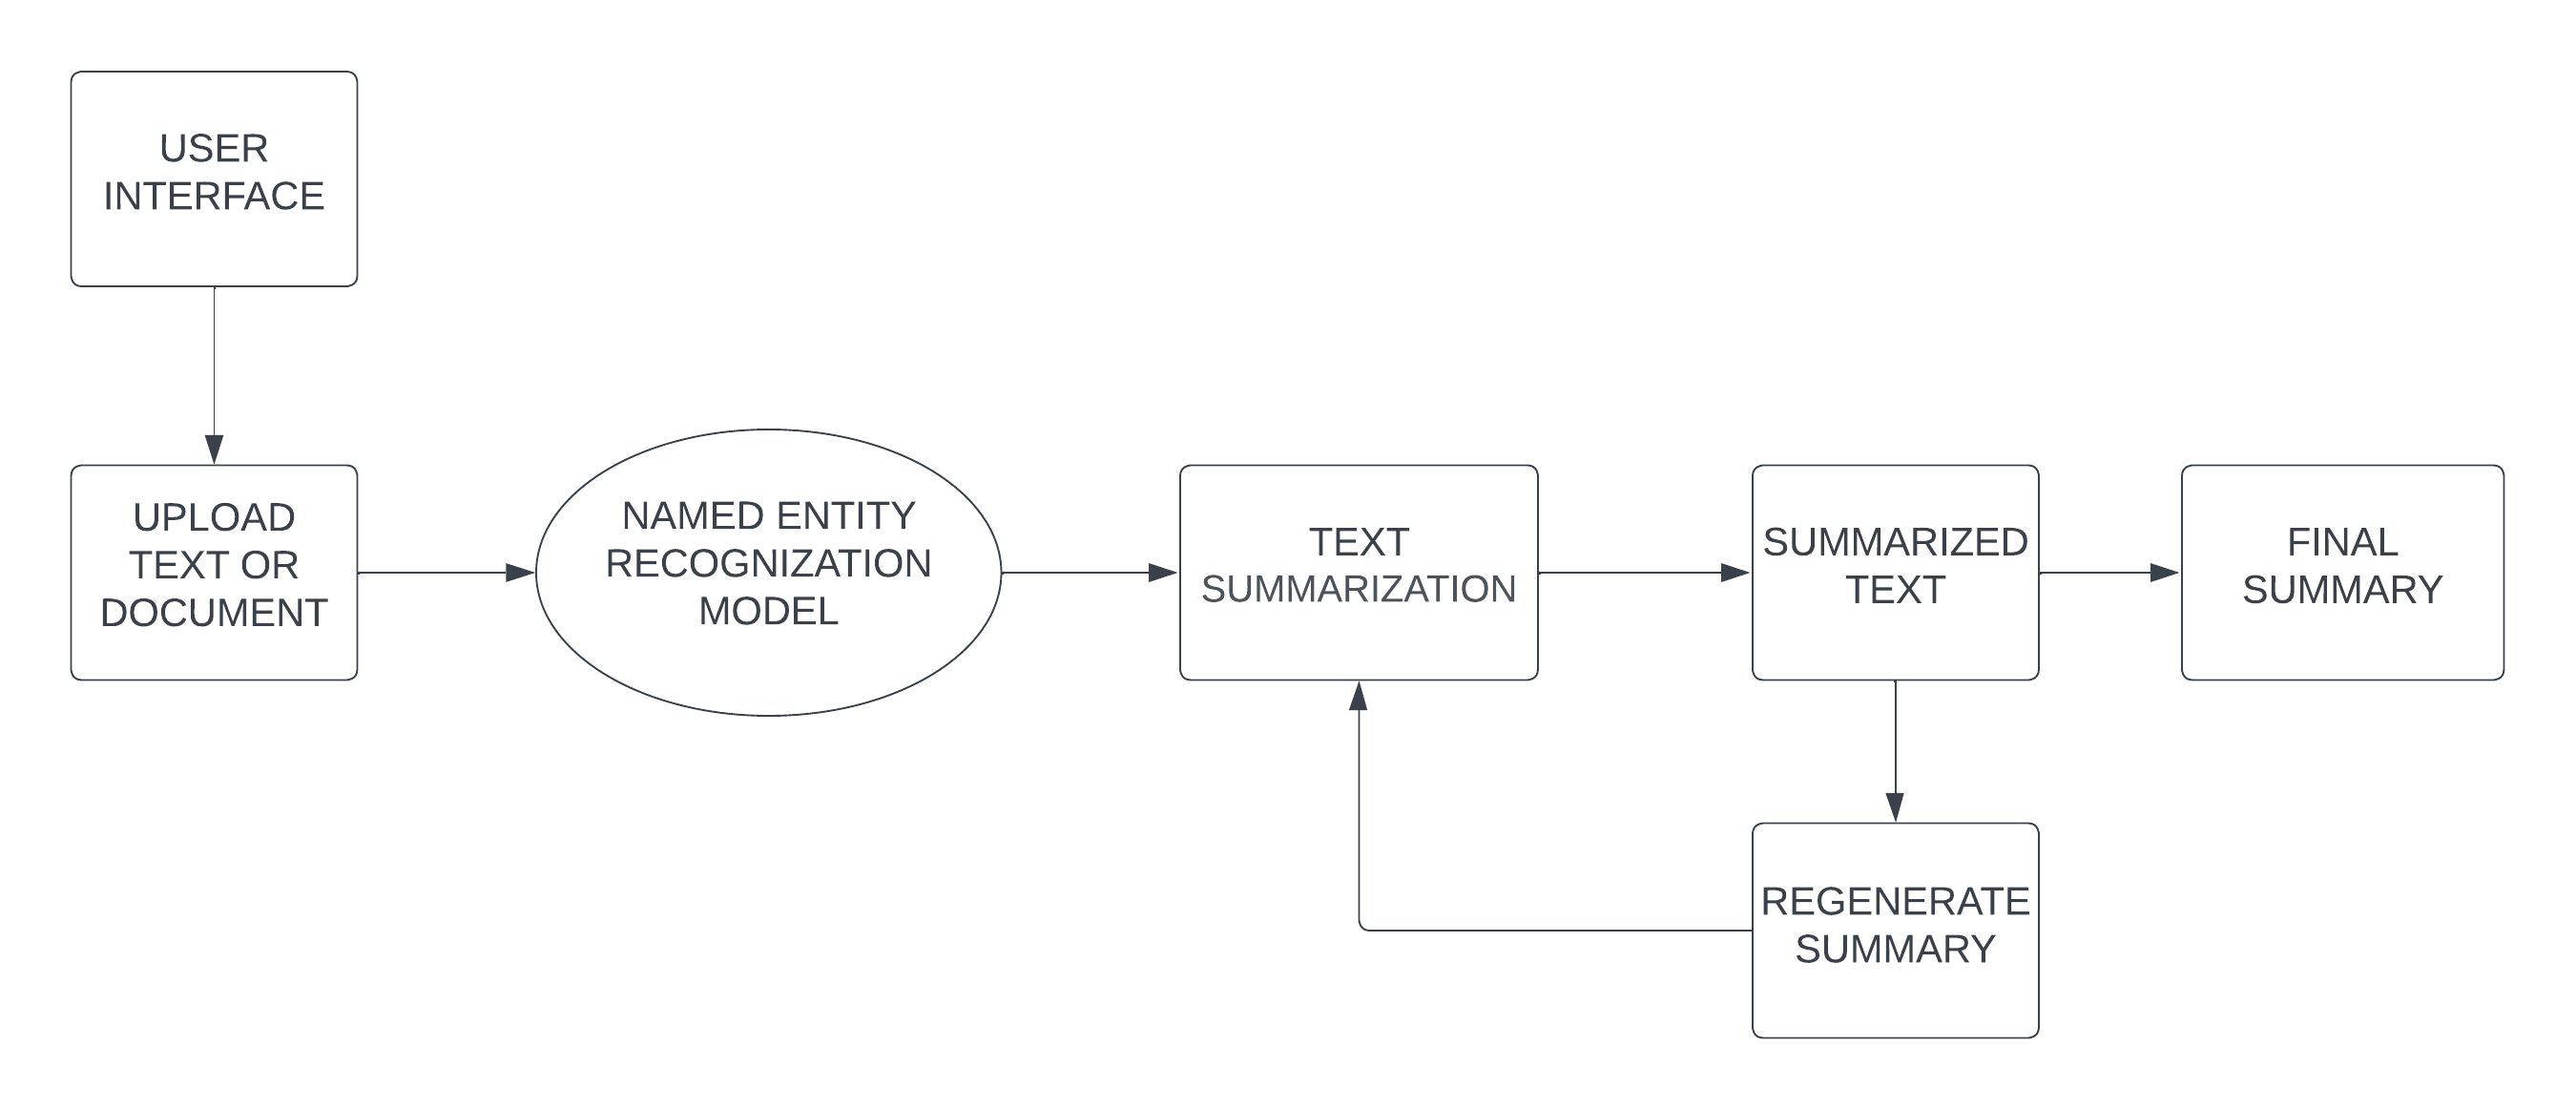 USER
INTERFACE
UPLOAD
TEXT OR
DOCUMENT
NAMED ENTITY
RECOGNIZATION
MODEL
TEXT
SUMMARIZATION
SUMMARIZED
TEXT
FINAL
SUMMARY
REGENERATE
SUMMARY